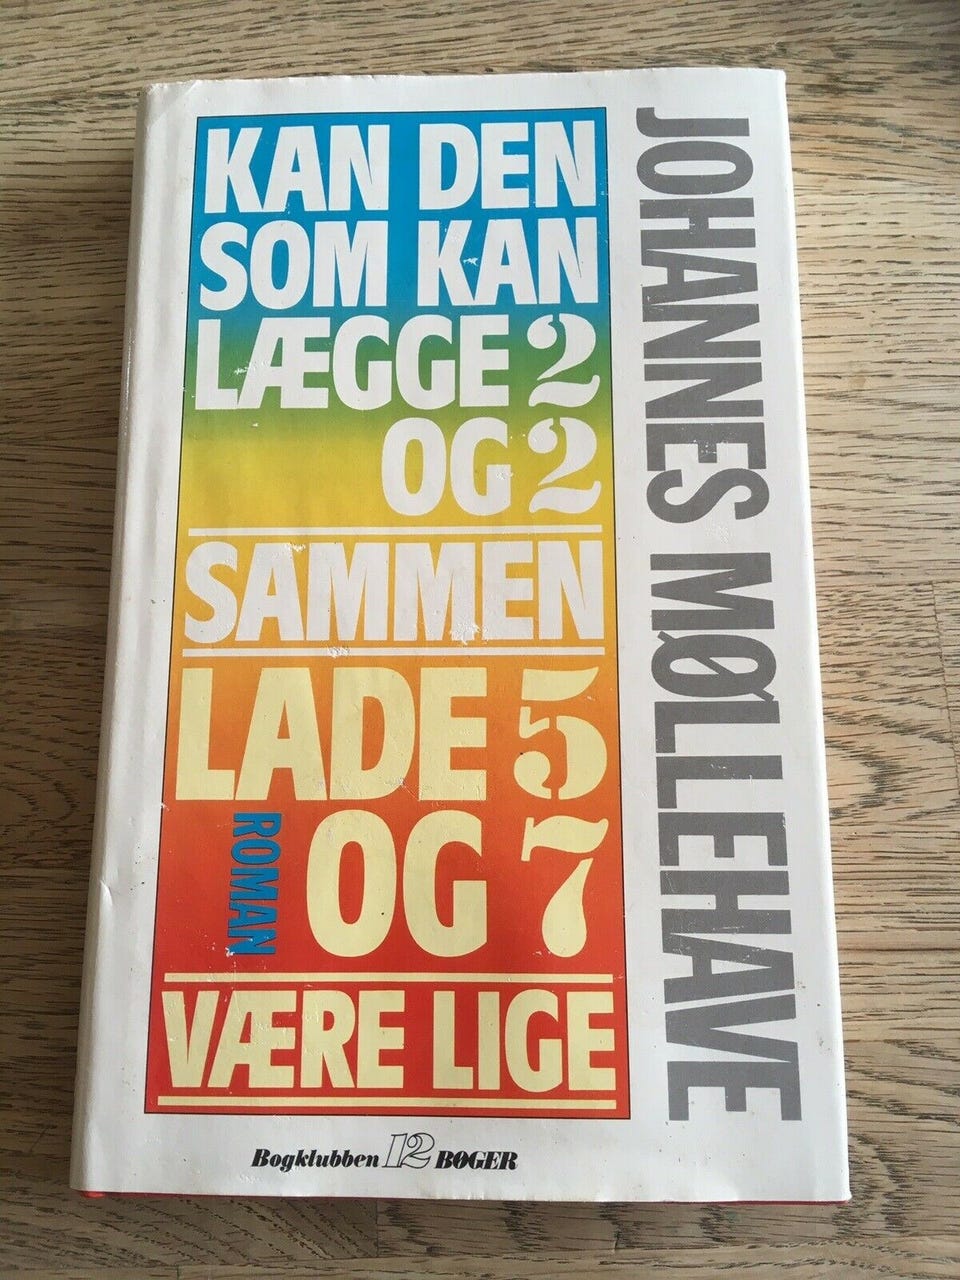 KAN DEN
SOM KAN
LÆGGE 2
OG 2
SAMMEN
LADE 5
OG 7
ROMAN
VÆRE LIGE
JOHANNES MØLLEHAVE
Bogklubben 12 BØGER